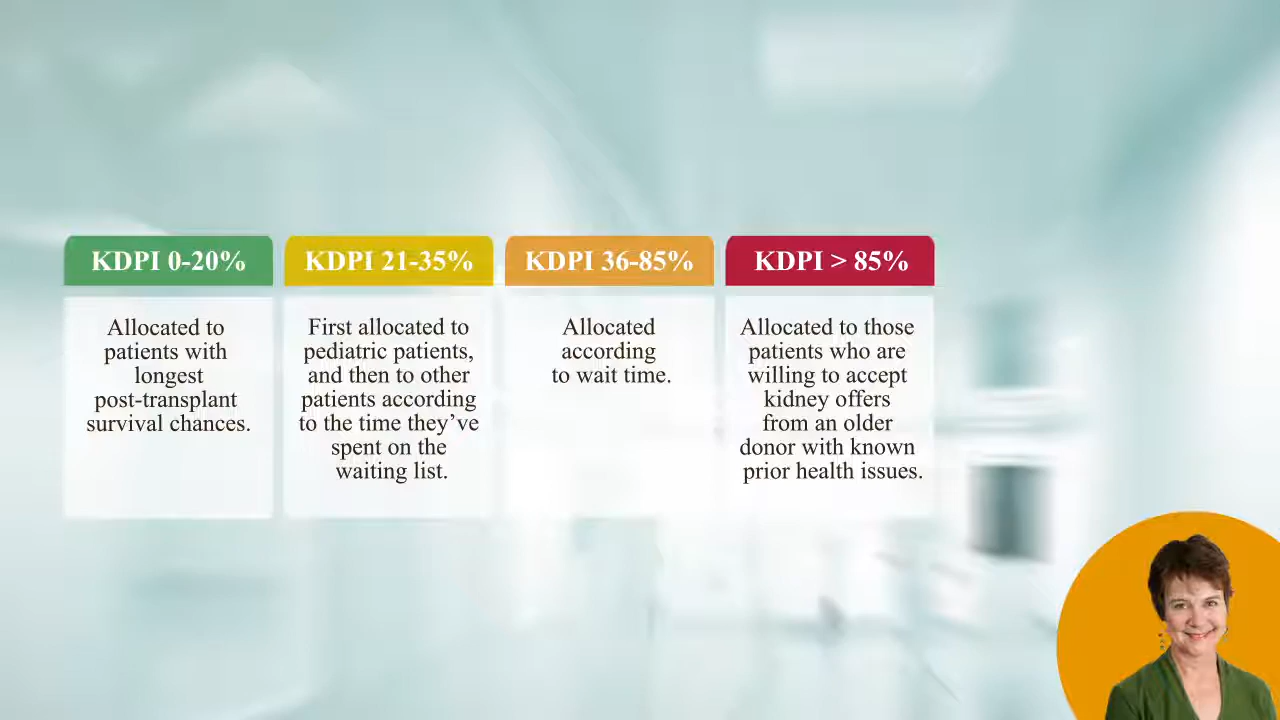 KDPI 0-20%
Allocated to
patients with
longest
post-transplant
survival chances.
KDPI 21-35%
First allocated to
pediatric patients,
and then to other
patients according
to the time they've
spent on the
waiting list.
KDPI 36-85%
Allocated
according
to wait time.
KDPI > 85%
Allocated to those
patients who are
willing to accept
kidney offers
from an older
donor with known
prior health issues.